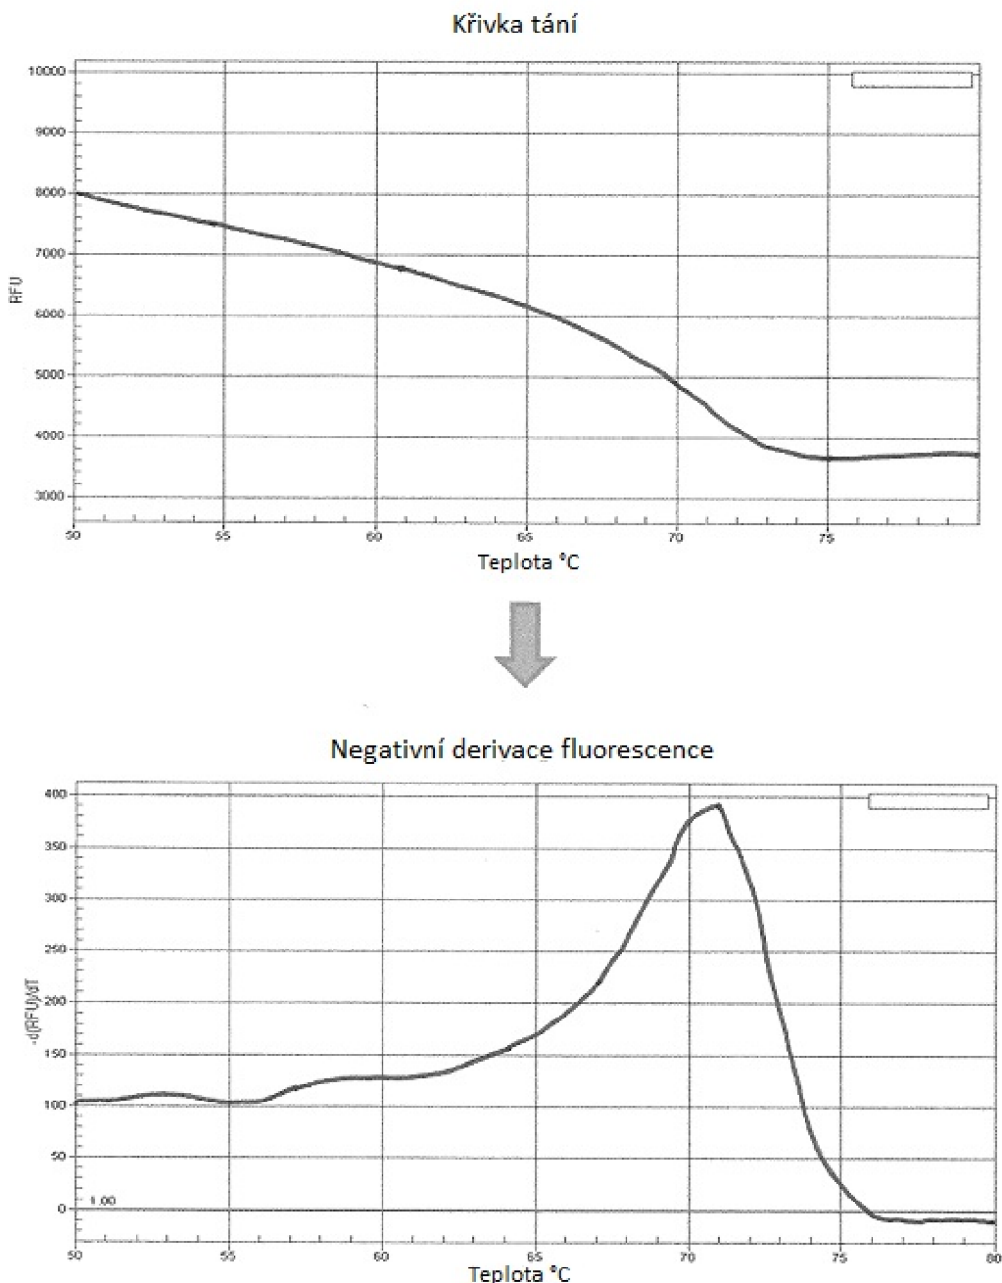 Křivka tání
10000
9000
8000
7000
6000
5000
4000
3000
RFU
50 55 60 65 70 75
Teplota °C
Negativní derivace fluorescence
400
350
300
250
200
150
100
50
0
-d(RFU)/dT
1.00
50 55 60 65 70 75 80
Teplota °C